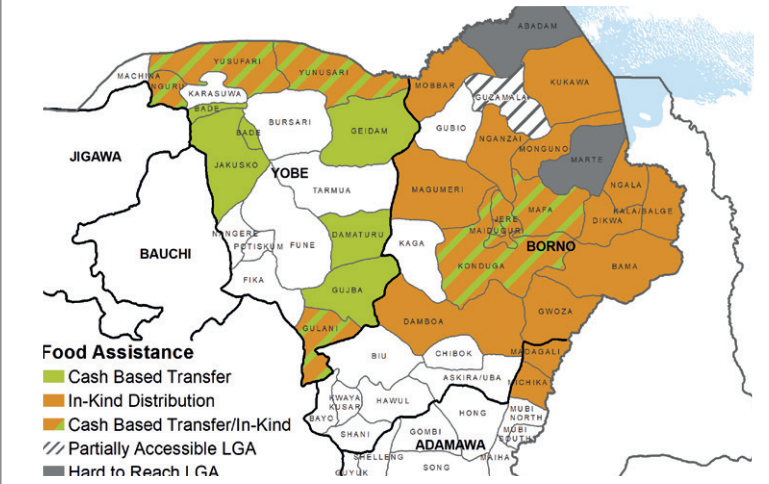 ABADAM
YUSUFARI
MACHINA
YUNUSARI
NGURU
MOBBAR
KUKAWA
KARASUWA
GUZAMALA
BADE
BURSARI
GEIDAM
GUBIO
BADE
NGANZAI
MONGUNO
JIGAWA
MARTE
JAKUSKO
YOBE
NGALA
TARMUA
MAGUMERI
MAFA
KALA/BALGE
JERE
DIKWA
MAIDUGURI
NANGERE
DAMATURU
BORNO
POTISKUM
FUNE
KAGA
BAUCHI
KONDUGA
BAMA
FIKA
GUJBA
GWOZA
GULANI
DAMBOA
Food Assistance
BIU
CHIBOK
MADAGALI
Cash Based Transfer
ASKIRA/UBA
MICHIKA
In-Kind Distribution
KWAYA
KUSAR
HAWUL
Cash Based Transfer/In-Kind
BAYO
HONG
MUBI
NORTH
Partially Accessible LGA
SHANI
GOMBI
MUBI
SOUTH
ADAMAWA
Hard to Reach LGA
SHELLENG
MAIHA
GUYUK
SONG